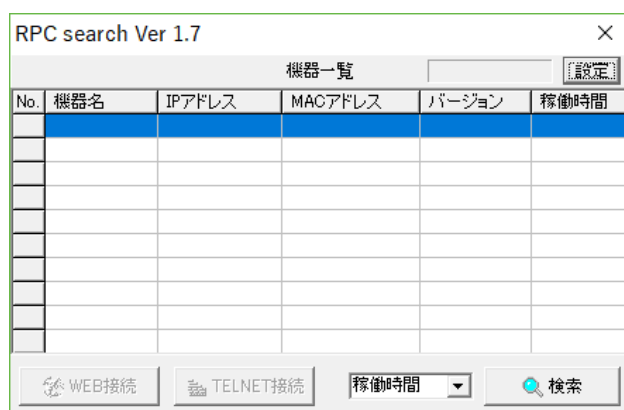 RPC search Ver 1.7
機器一覧 設定
No. 機器名 IPアドレス MACアドレス バージョン 稼働時間
WEB接続 TELNET接続 稼働時間 検索